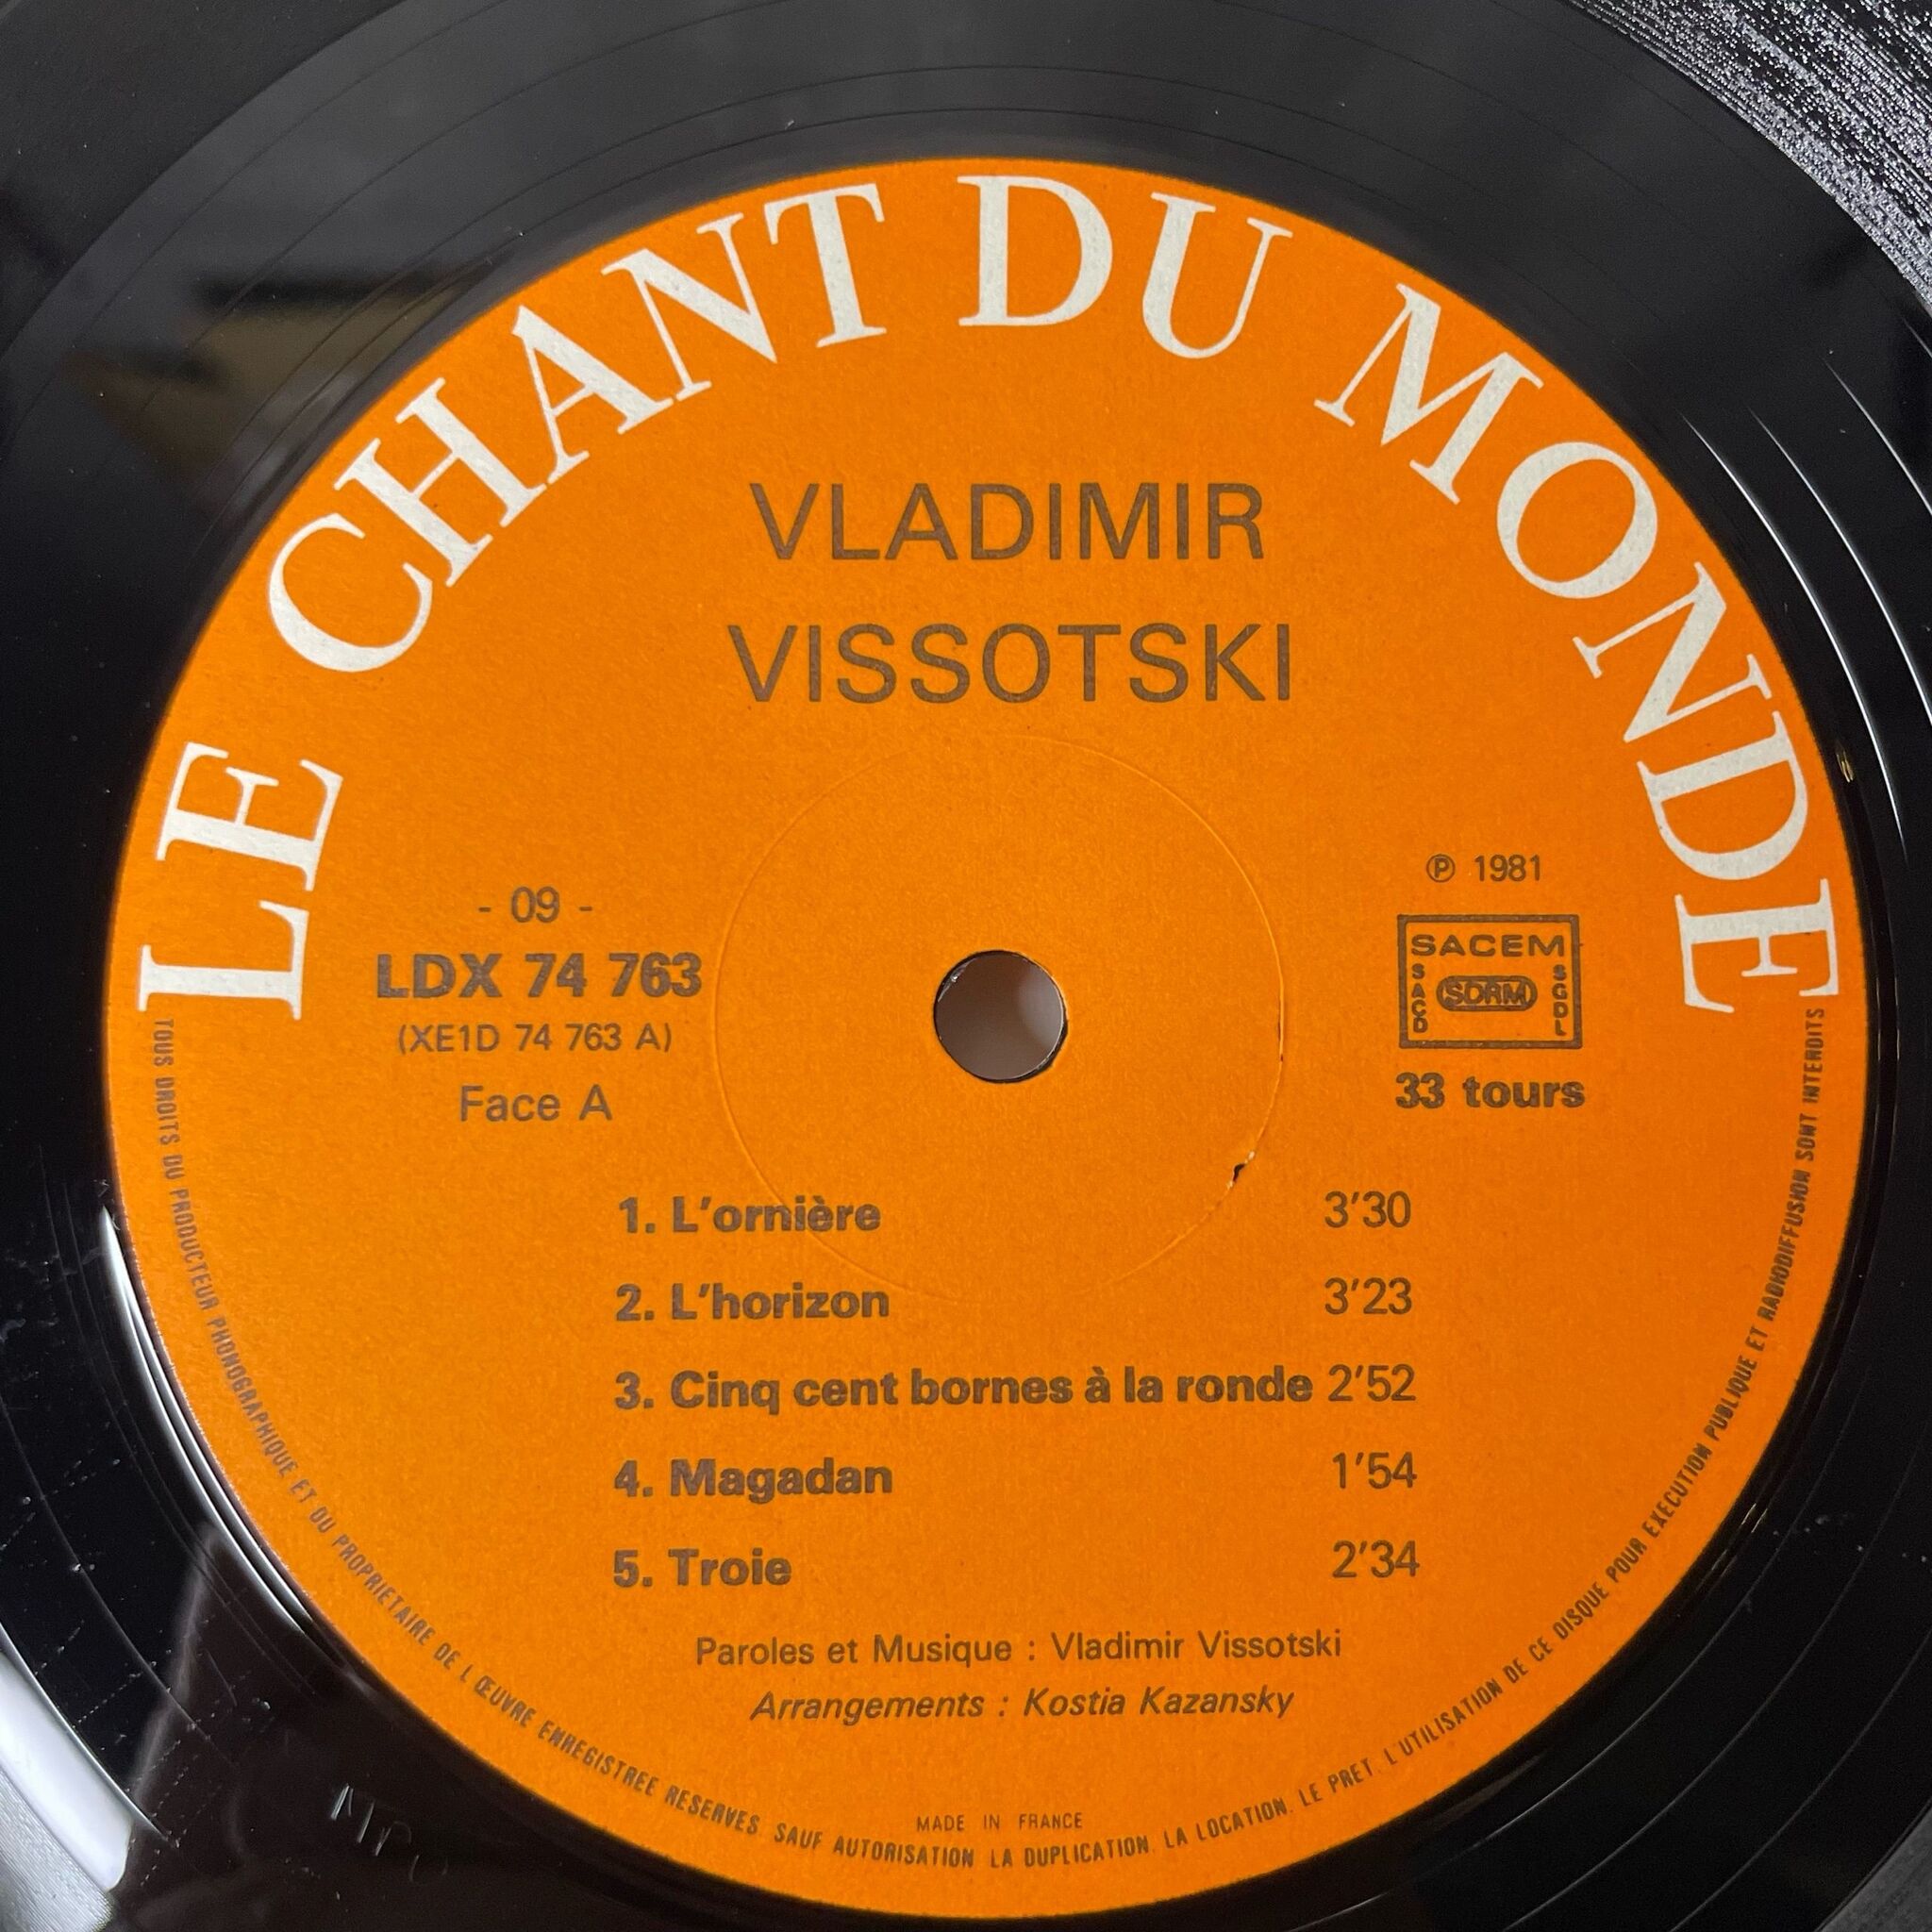 LE CHANT DU MONDE
VLADIMIR
VISSOTSKI
- 09 -
LDX 74 763
(XE1D 74 763 A)
Face A
℗ 1981
SACEM
SACD
SDRM
SGDL
33 tours
1. L'ornière 3'30
2. L'horizon 3'23
3. Cinq cent bornes à la ronde 2'52
4. Magadan 1'54
5. Troie 2'34
Paroles et Musique : Vladimir Vissotski
Arrangements : Kostia Kazansky
MADE IN FRANCE
TOUS DROITS DU PRODUCTEUR PHONOGRAPHIQUE ET DU PROPRIETAIRE DE L'ŒUVRE ENREGISTREE RESERVES. SAUF AUTORISATION LA DUPLICATION. LA LOCATION. LE PRET. L'UTILISATION DE CE DISQUE POUR EXECUTION PUBLIQUE ET RADIODIFFUSION SONT INTERDITS